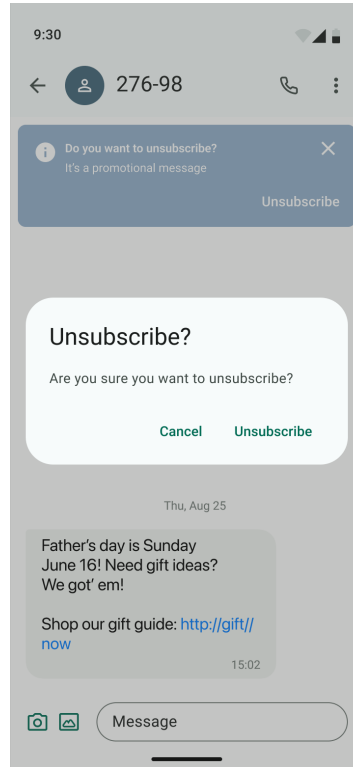 9:30
276-98
Do you want to unsubscribe?
It's a promotional message
Unsubscribe
Unsubscribe?
Are you sure you want to unsubscribe?
Cancel Unsubscribe
Thu, Aug 25
Father's day is Sunday
June 16! Need gift ideas?
We got' em!
Shop our gift guide: http://gift//
now
15:02
Message